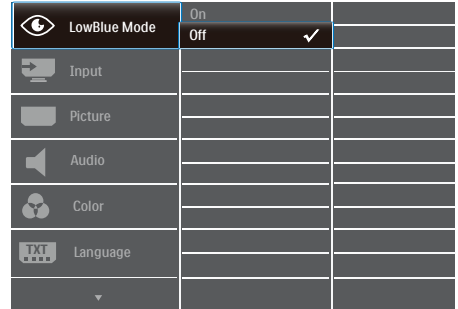 LowBlue Mode
On
Off
Input
Picture
Audio
Color
TXT
Language